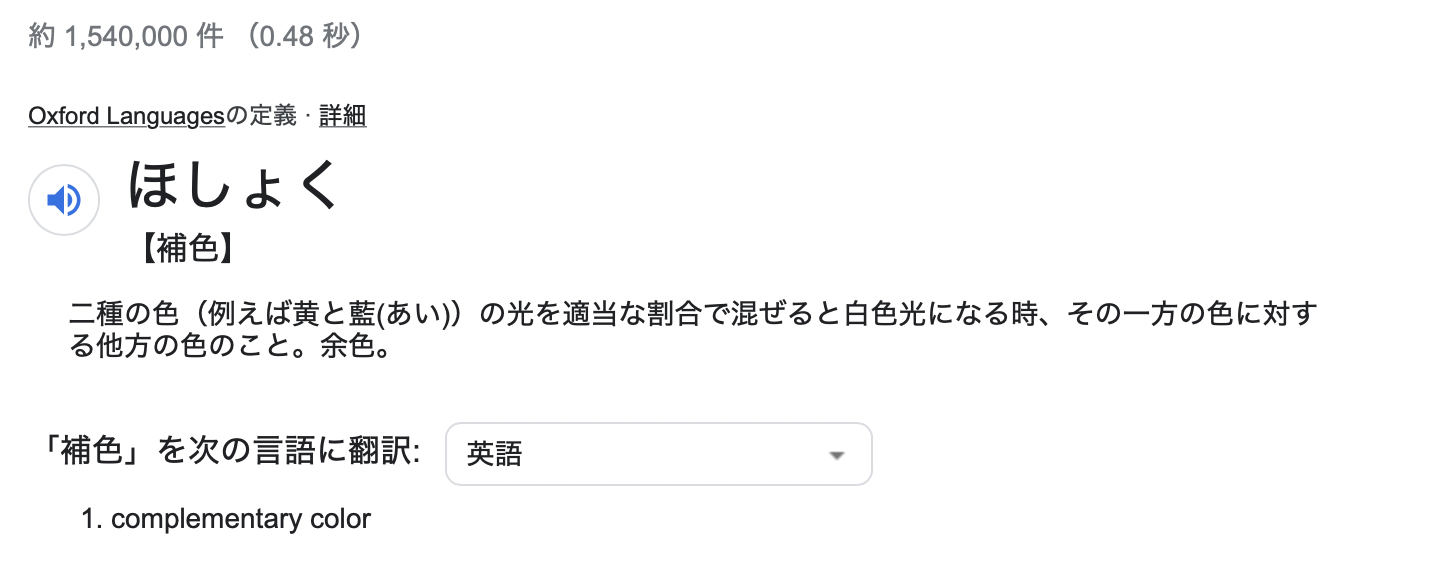 約 1,540,000 件 （0.48 秒）
Oxford Languagesの定義 · 詳細
ほしょく
【補色】
二種の色（例えば黄と藍(あい)）の光を適当な割合で混ぜると白色光になる時、その一方の色に対す
る他方の色のこと。余色。
「補色」を次の言語に翻訳:
英語
1. complementary color